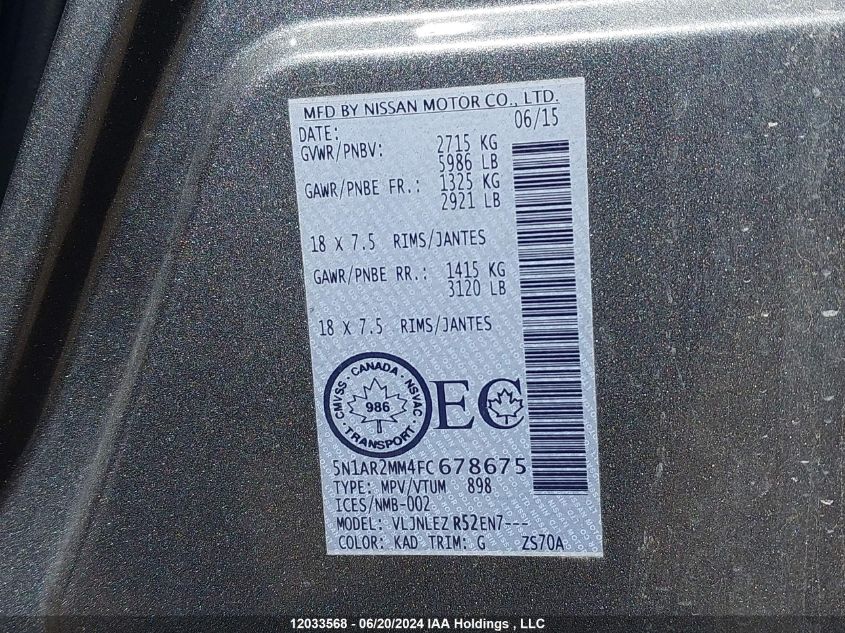 MFD BY NISSAN MOTOR CO., LTD.
DATE: 06/15
GVWR/PNBV: 2715 KG
5986 LB
GAWR/PNBE FR.: 1325 KG
2921 LB
18 X 7.5 RIMS/JANTES
GAWR/PNBE RR.: 1415 KG
3120 LB
18 X 7.5 RIMS/JANTES
CMVSS · CANADA · NSVAC · TRANSPORT ·
986
EC
5N1AR2MM4FC678675
TYPE: MPV/VTUM 898
ICES/NMB-002
MODEL: VLJNLEZ R52EN7---
COLOR: KAD TRIM: G ZS70A
12033568 - 06/20/2024 IAA Holdings , LLC